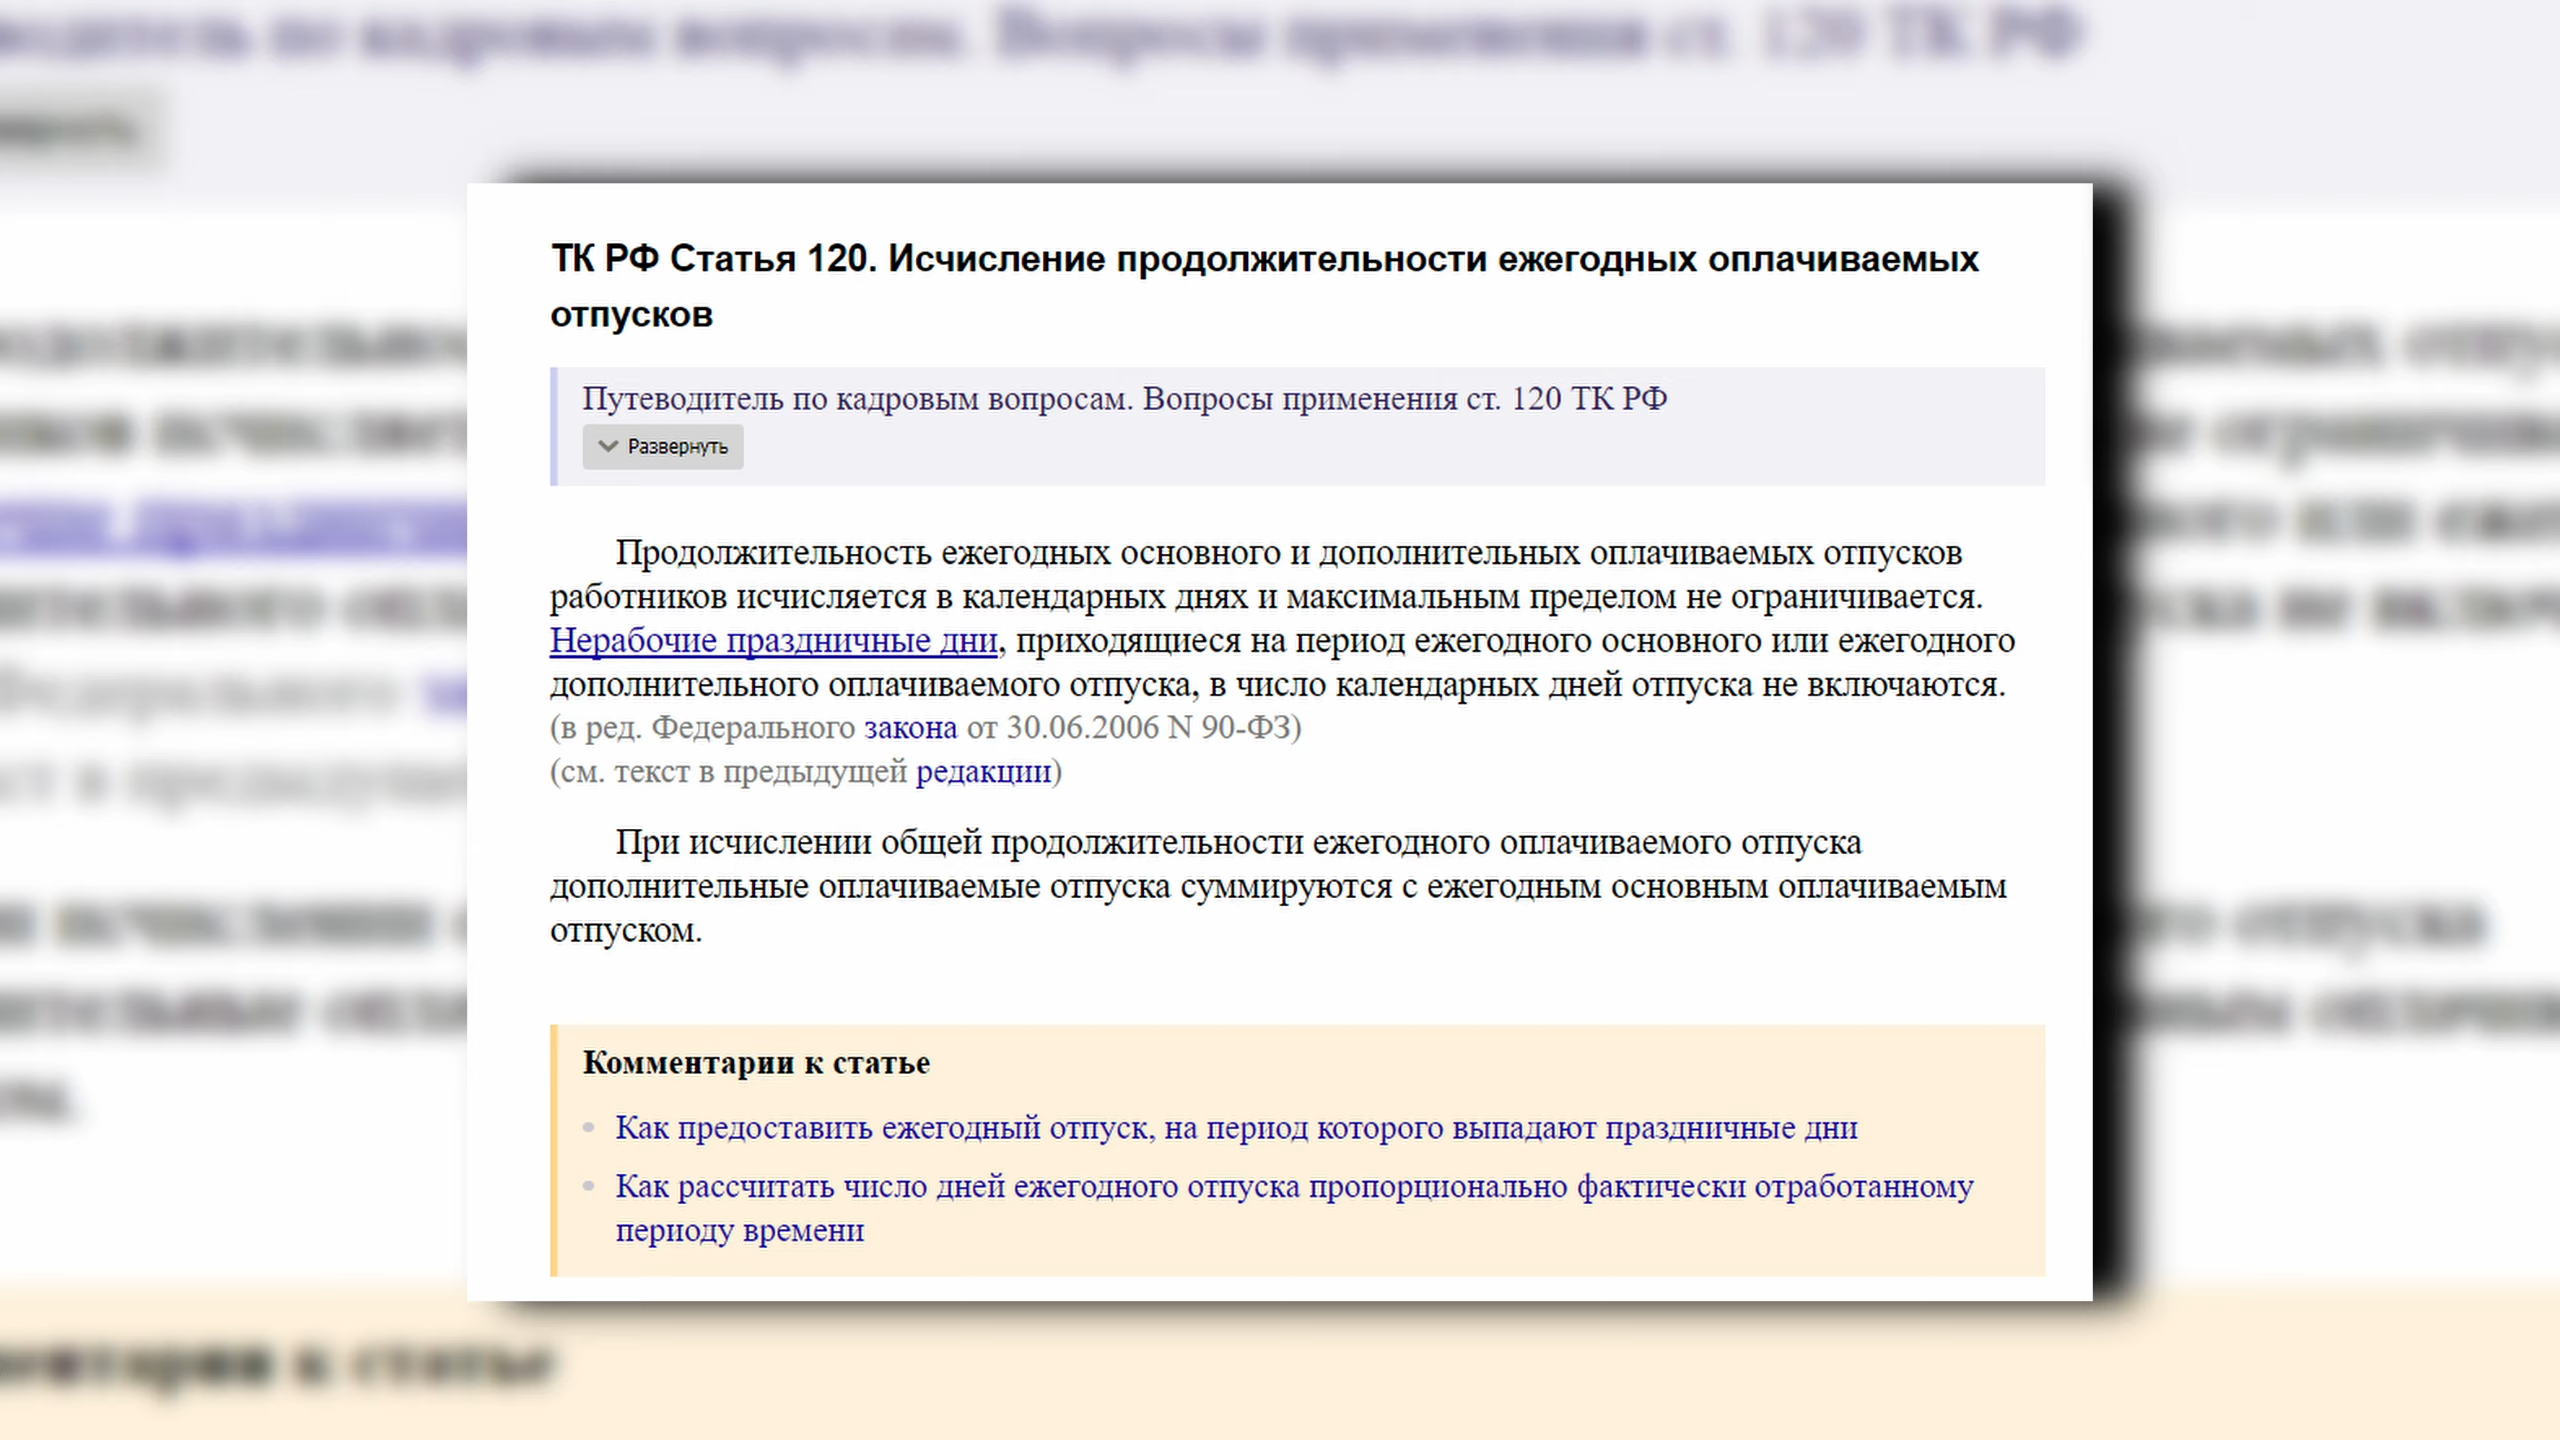 ТК РФ Статья 120. Исчисление продолжительности ежегодных оплачиваемых
отпусков
Путеводитель по кадровым вопросам. Вопросы применения ст. 120 ТК РФ
Развернуть
Продолжительность ежегодных основного и дополнительных оплачиваемых отпусков
работников исчисляется в календарных днях и максимальным пределом не ограничивается.
Нерабочие праздничные дни, приходящиеся на период ежегодного основного или ежегодного
дополнительного оплачиваемого отпуска, в число календарных дней отпуска не включаются.
(в ред. Федерального закона от 30.06.2006 N 90-ФЗ)
(см. текст в предыдущей редакции)
При исчислении общей продолжительности ежегодного оплачиваемого отпуска
дополнительные оплачиваемые отпуска суммируются с ежегодным основным оплачиваемым
отпуском.
Комментарии к статье
Как предоставить ежегодный отпуск, на период которого выпадают праздничные дни
Как рассчитать число дней ежегодного отпуска пропорционально фактически отработанному
периоду времени